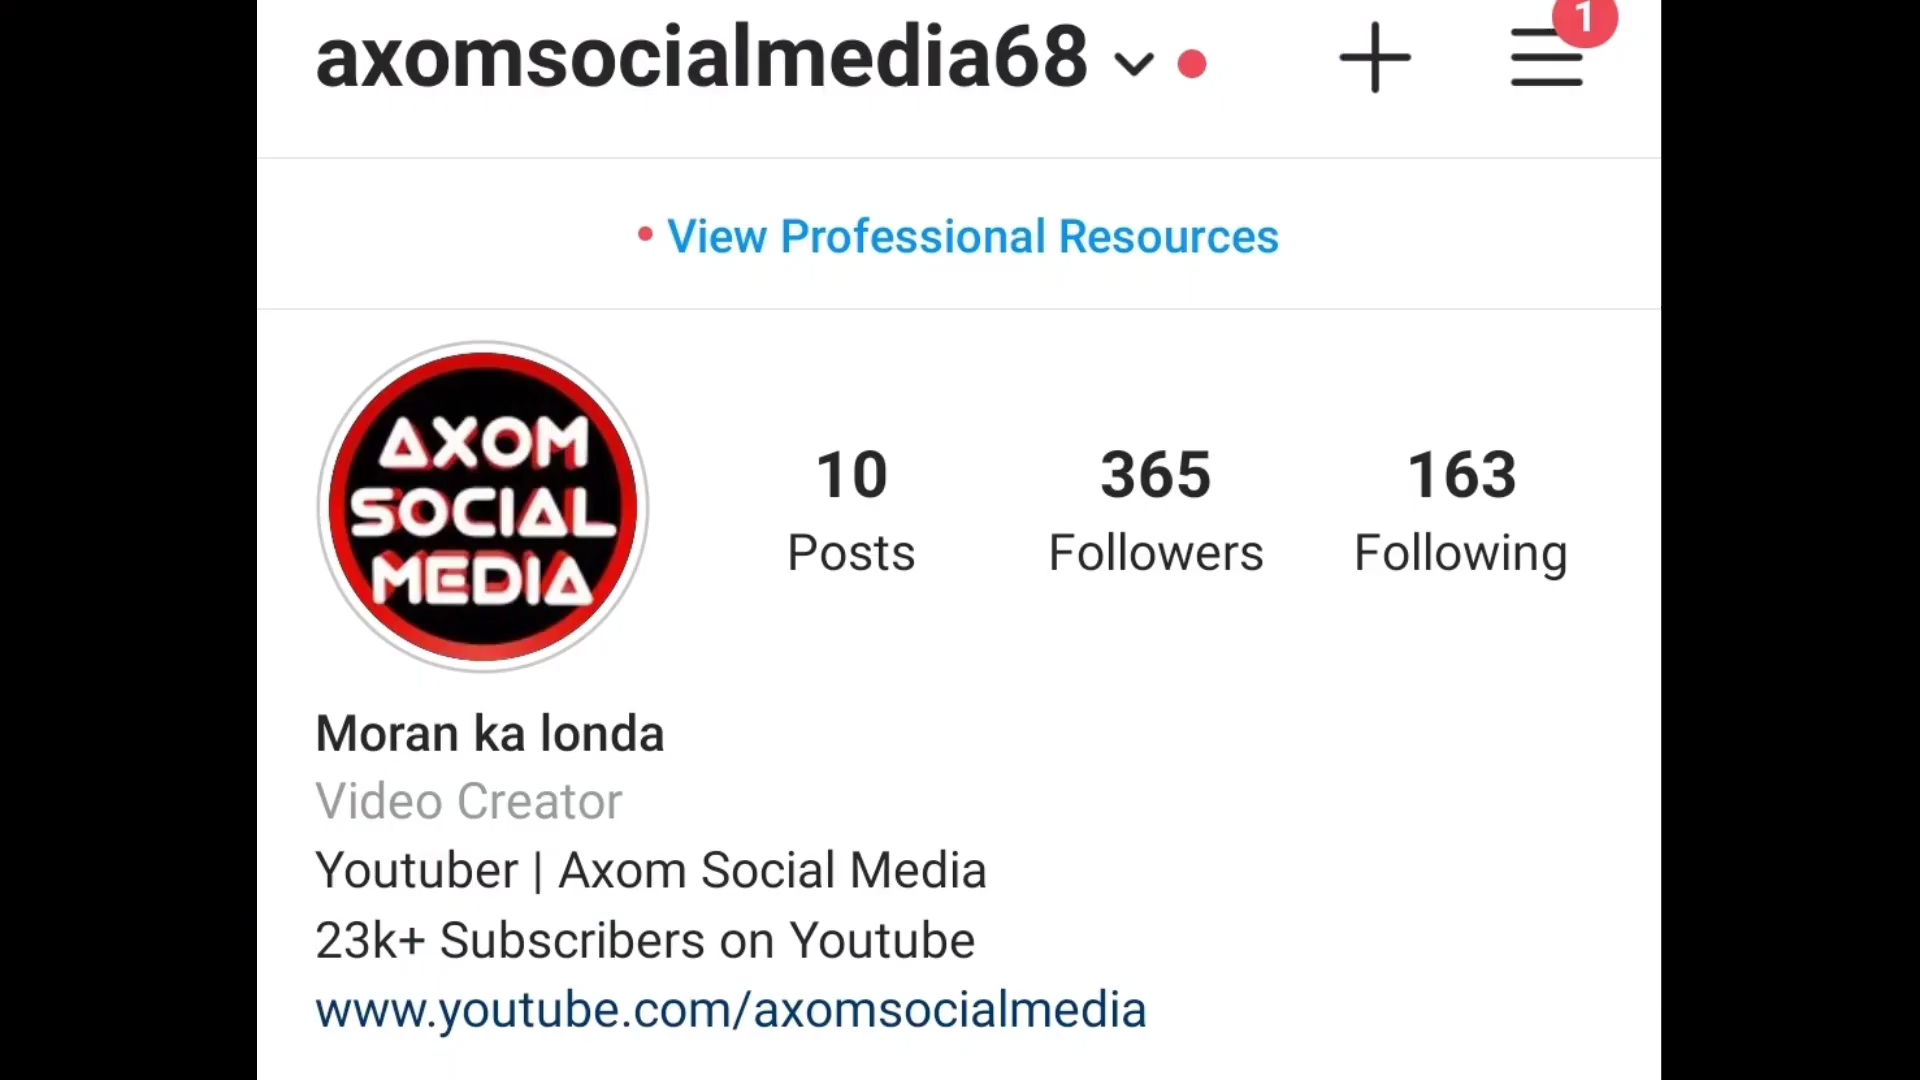 axomsocialmedia68
1
View Professional Resources
AXOM
SOCIAL
MEDIA
10
Posts
365
Followers
163
Following
Moran ka londa
Video Creator
Youtuber | Axom Social Media
23k+ Subscribers on Youtube
www.youtube.com/axomsocialmedia